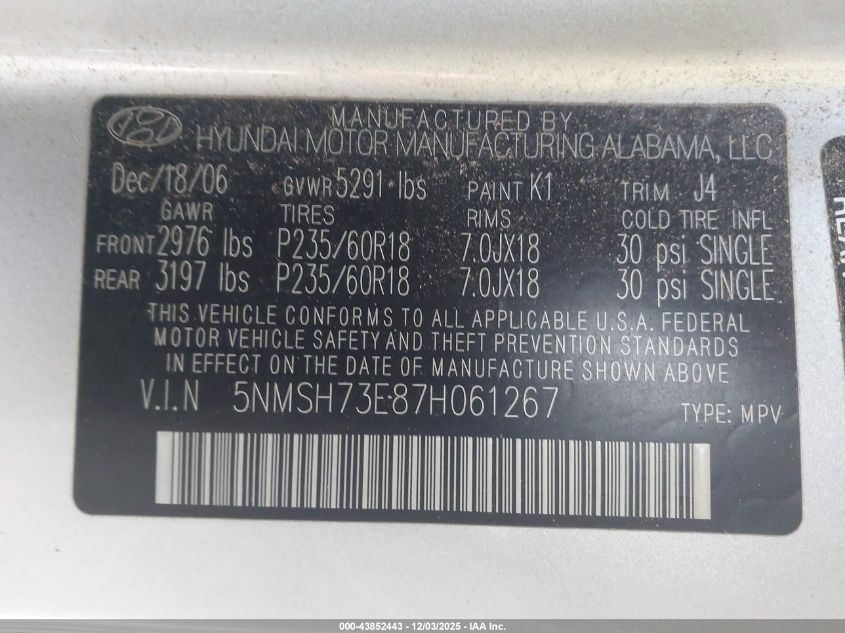 MANUFACTURED BY
HYUNDAI MOTOR MANUFACTURING ALABAMA, LLC
Dec/18/06 GVWR 5291 lbs PAINT K1 TRIM J4
GAWR TIRES RIMS COLD TIRE INFL
FRONT 2976 lbs P235/60R18 7.0JX18 30 psi SINGLE
REAR 3197 lbs P235/60R18 7.0JX18 30 psi SINGLE
THIS VEHICLE CONFORMS TO ALL APPLICABLE U.S.A. FEDERAL
MOTOR VEHICLE SAFETY AND THEFT PREVENTION STANDARDS
IN EFFECT ON THE DATE OF MANUFACTURE SHOWN ABOVE
V.I.N 5NMSH73E87H061267 TYPE: MPV
000-43852443 - 12/03/2025 - IAA Inc.